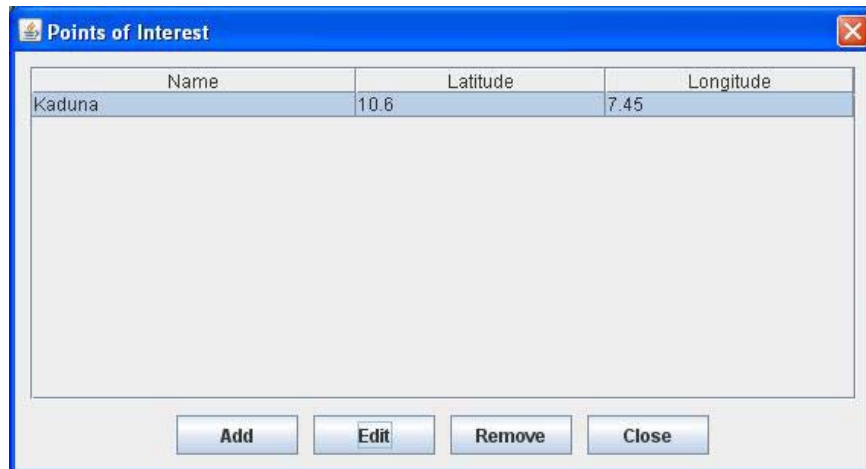 Points of Interest
Name Latitude Longitude
Kaduna 10.6 7.45
Add Edit Remove Close